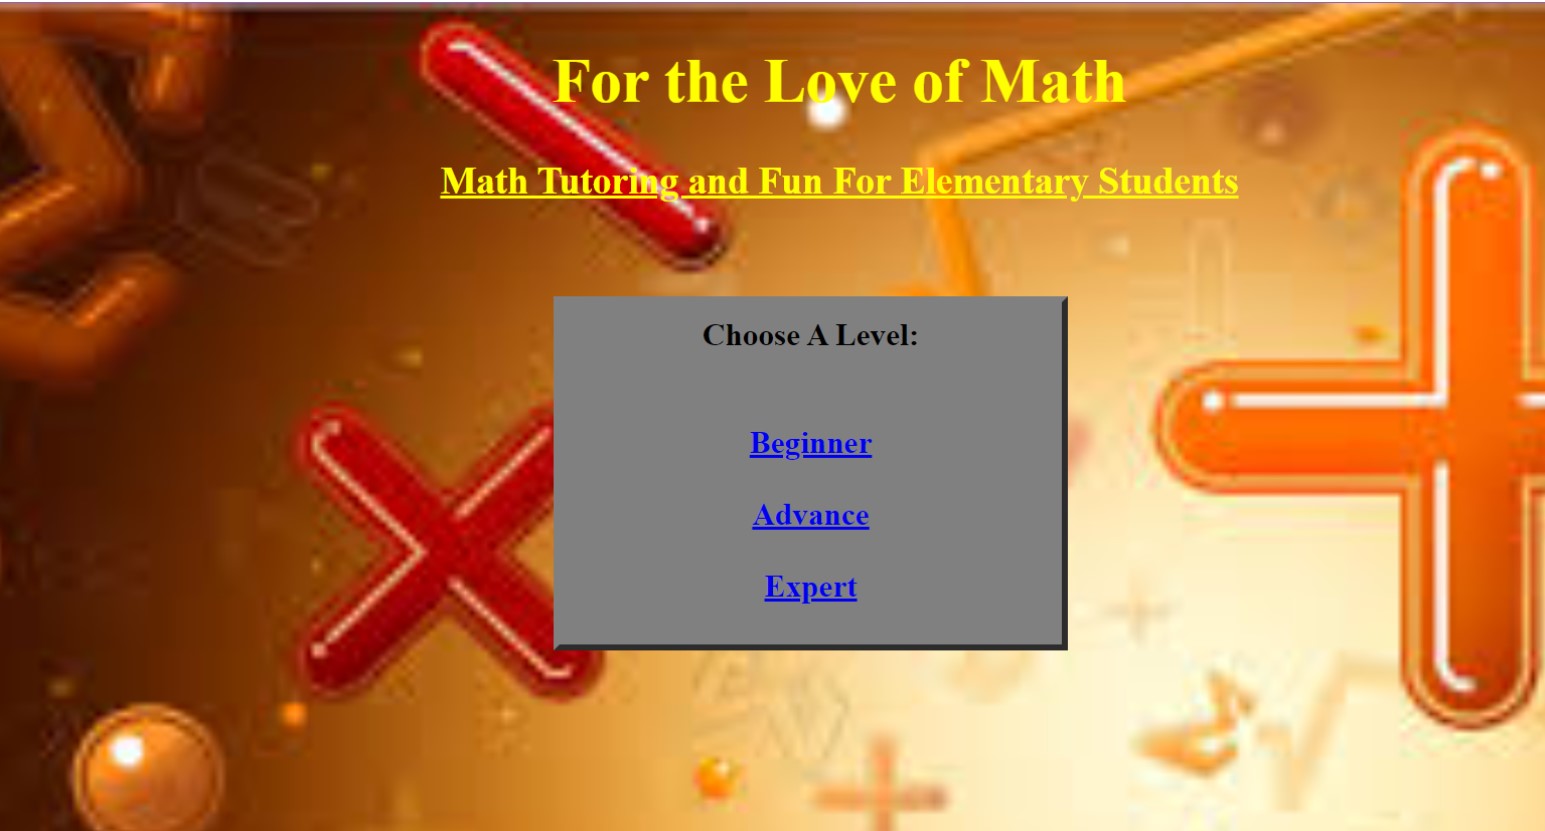 For the Love of Math
Math Tutoring and Fun For Elementary Students
Choose A Level:
Beginner
Advance
Expert